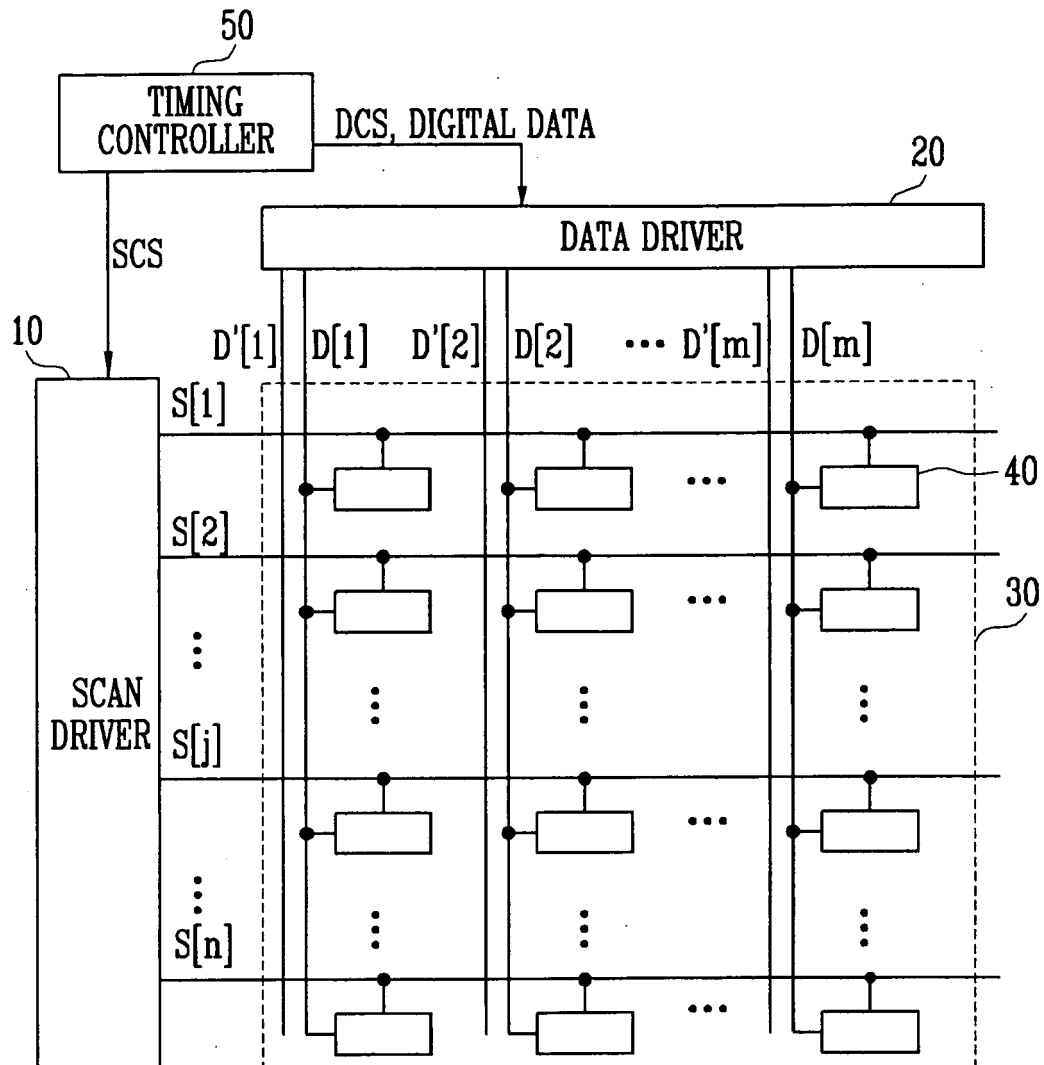 50
TIMING
CONTROLLER
DCS, DIGITAL DATA
20
DATA DRIVER
SCS
10
D'[1] D[1] D'[2] D[2] ••• D'[m] D[m]
S[1]
40
•••
S[2]
•••
30
SCAN
DRIVER
S[j]
•••
S[n]
•••